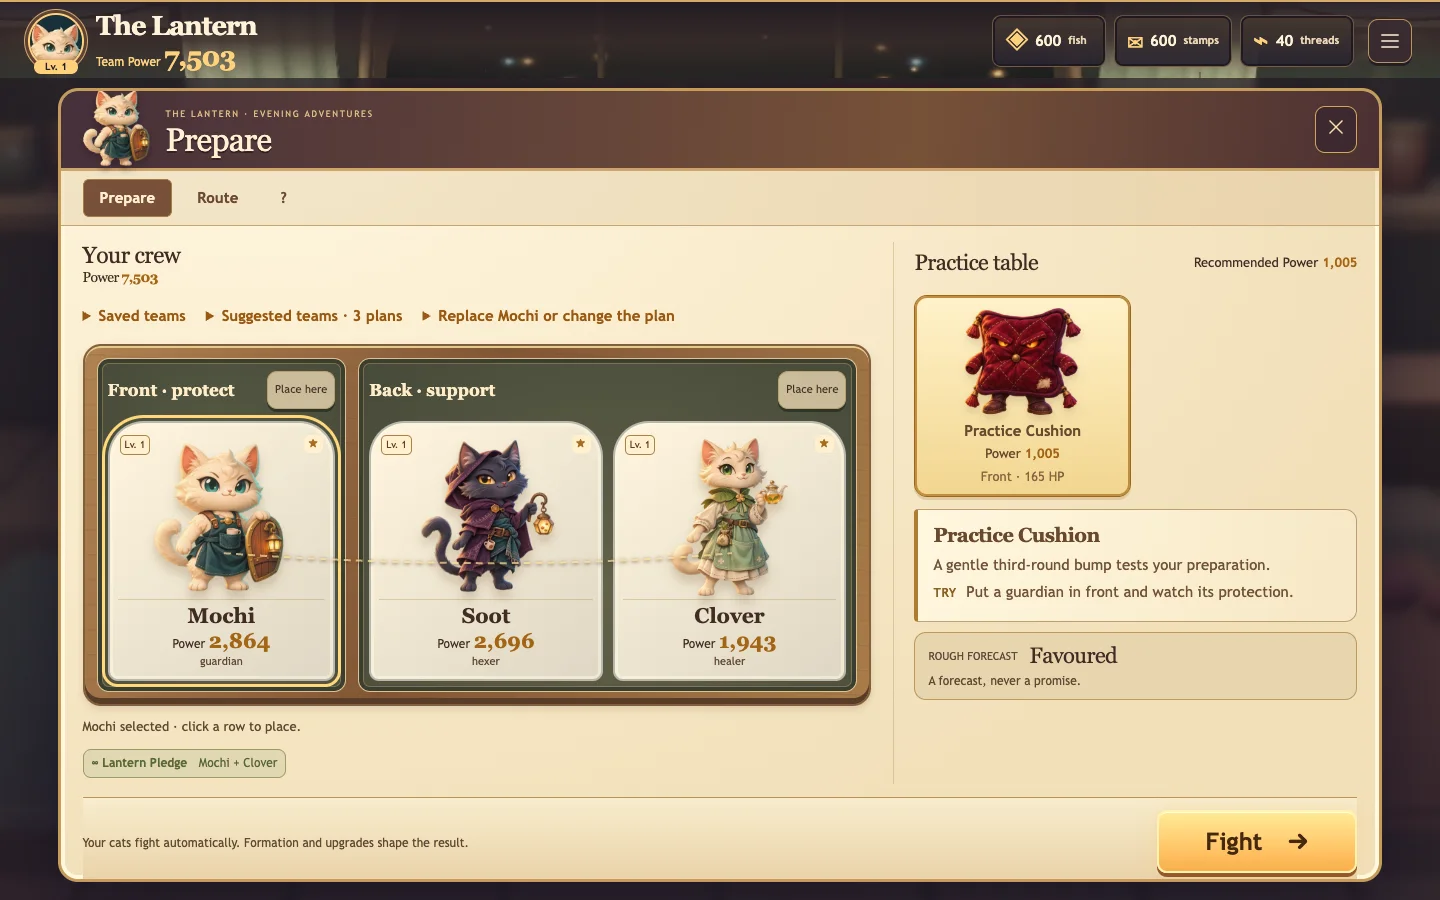 The Lantern
Team Power 7,503
Lv. 1
600 fish
600 stamps
40 threads
THE LANTERN · EVENING ADVENTURES
Prepare
Prepare
Route
?
Your crew
Power 7,503
Saved teams
Suggested teams · 3 plans
Replace Mochi or change the plan
Front · protect
Place here
Back · support
Place here
Lv. 1
Mochi
Power 2,864
guardian
Lv. 1
Soot
Power 2,696
hexer
Lv. 1
Clover
Power 1,943
healer
Mochi selected · click a row to place.
Lantern Pledge Mochi + Clover
Practice table
Recommended Power 1,005
Practice Cushion
Power 1,005
Front · 165 HP
Practice Cushion
A gentle third-round bump tests your preparation.
TRY Put a guardian in front and watch its protection.
ROUGH FORECAST Favoured
A forecast, never a promise.
Your cats fight automatically. Formation and upgrades shape the result.
Fight →